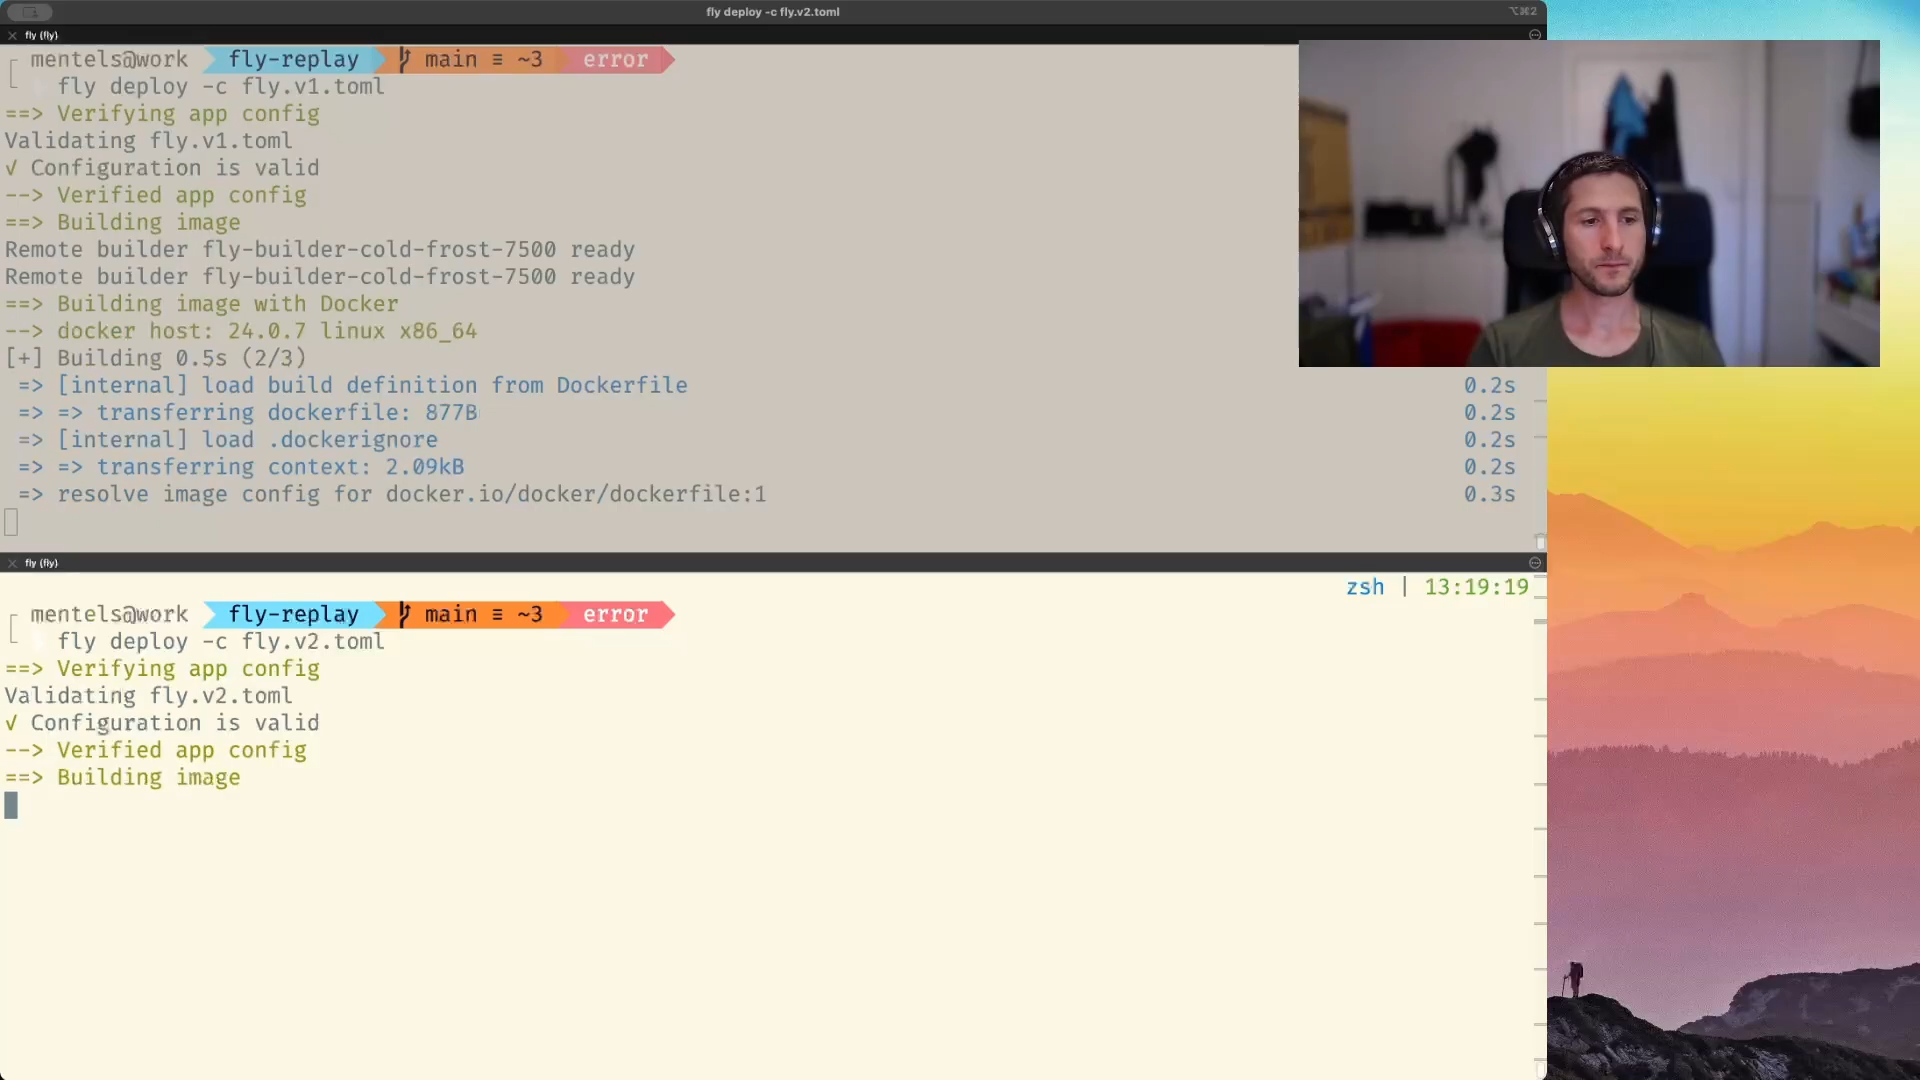 fly deploy -c fly.v2.toml
⌥⌘2
fly (fly)
mentels@work fly-replay main ≡ ~3 error
fly deploy -c fly.v1.toml
==> Verifying app config
Validating fly.v1.toml
✓ Configuration is valid
--> Verified app config
==> Building image
Remote builder fly-builder-cold-frost-7500 ready
Remote builder fly-builder-cold-frost-7500 ready
==> Building image with Docker
--> docker host: 24.0.7 linux x86_64
[+] Building 0.5s (2/3)
=> [internal] load build definition from Dockerfile 0.2s
=> => transferring dockerfile: 877B 0.2s
=> [internal] load .dockerignore 0.2s
=> => transferring context: 2.09kB 0.2s
=> resolve image config for docker.io/docker/dockerfile:1 0.3s
fly (fly)
zsh | 13:19:19
mentels@work fly-replay main ≡ ~3 error
fly deploy -c fly.v2.toml
==> Verifying app config
Validating fly.v2.toml
✓ Configuration is valid
--> Verified app config
==> Building image